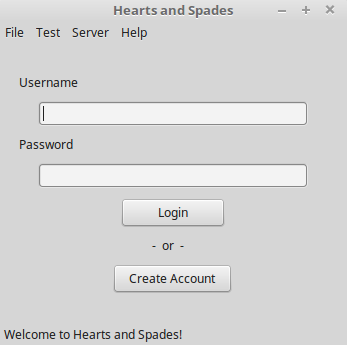 Hearts and Spades
File Test Server Help
Username
Password
Login
- or -
Create Account
Welcome to Hearts and Spades!